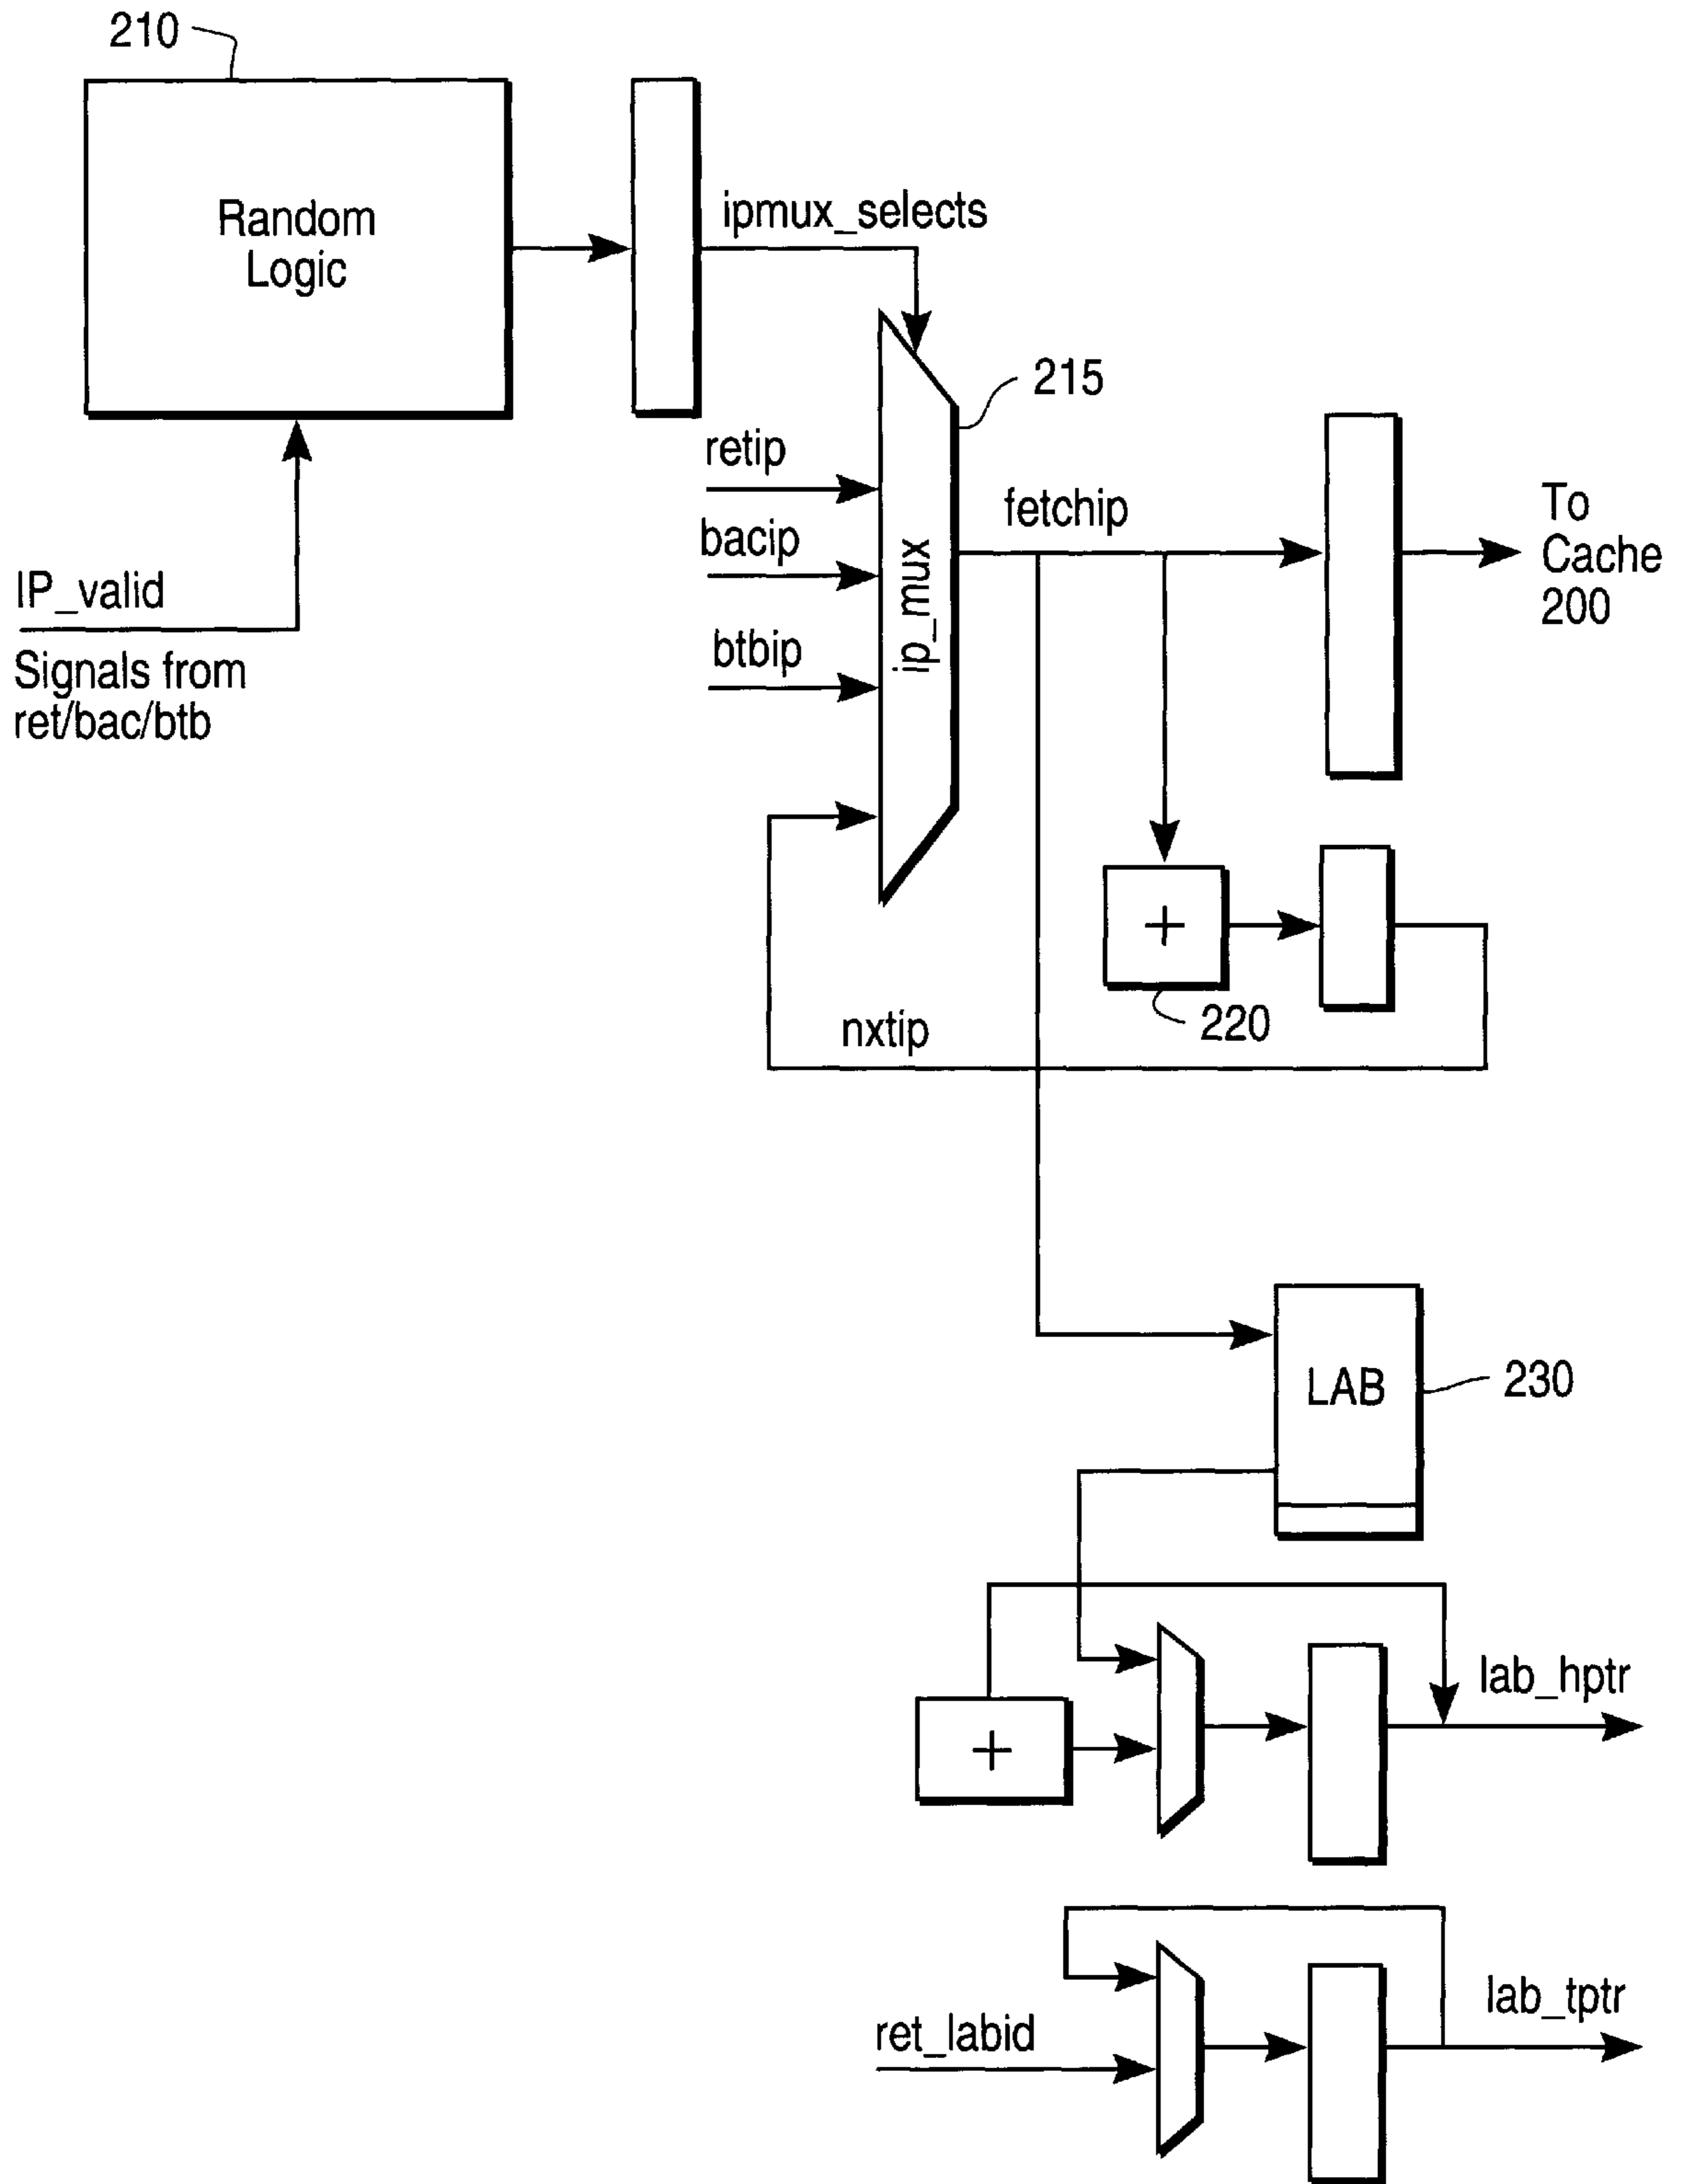 210
Random
Logic
ipmux_selects
215
retip
bacip
btbip
ip_mux
fetchip
To
Cache
200
IP_valid
Signals from
ret/bac/btb
+
220
nxtip
LAB
230
+
lab_hptr
ret_labid
lab_tptr